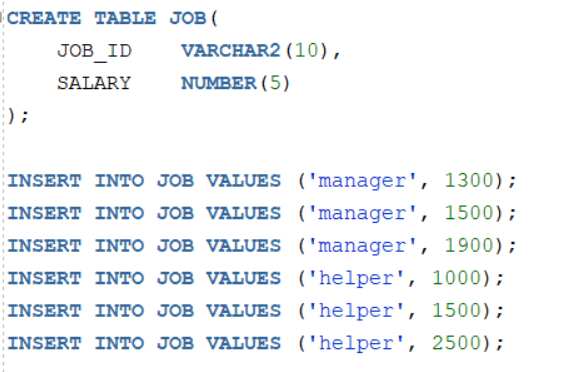 CREATE TABLE JOB(
    JOB_ID    VARCHAR2(10),
    SALARY    NUMBER(5)
);

INSERT INTO JOB VALUES ('manager', 1300);
INSERT INTO JOB VALUES ('manager', 1500);
INSERT INTO JOB VALUES ('manager', 1900);
INSERT INTO JOB VALUES ('helper', 1000);
INSERT INTO JOB VALUES ('helper', 1500);
INSERT INTO JOB VALUES ('helper', 2500);